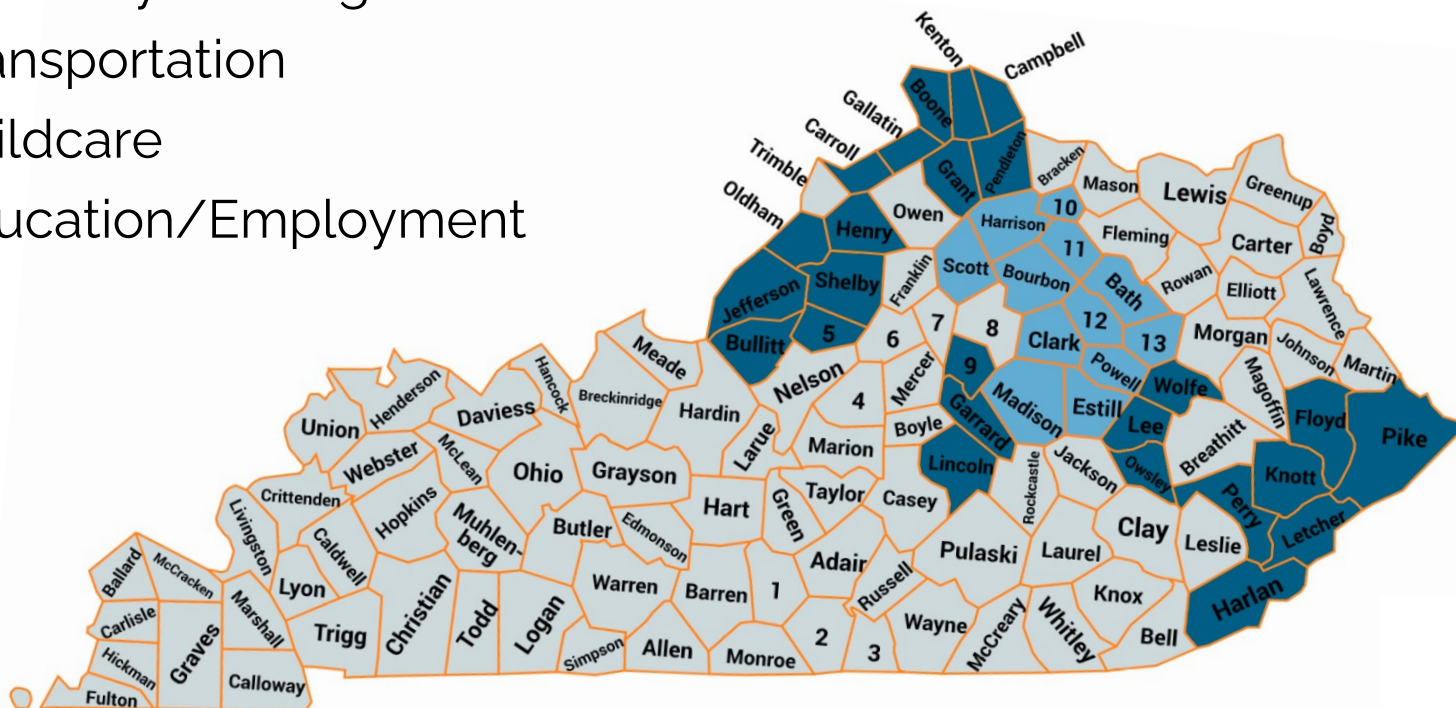 ansportation
ildcare
ucation/Employment
Kenton
Campbell
Boone
Gallatin
Carroll
Trimble
Oldham
Grant
Pendleton
Bracken
Mason
Lewis
Greenup
Boyd
Owen
Henry
Harrison
10
11
Fleming
Carter
Rowan
Elliott
Lawrence
Jefferson
Shelby
Franklin
Scott
Bourbon
Bath
Bullitt
5
6
7
8
Clark
12
13
Morgan
Johnson
Martin
Magoffin
Meade
Nelson
Mercer
9
Madison
Powell
Estill
Wolfe
Lee
Owsley
Breathitt
Floyd
Pike
Hancock
Breckinridge
Hardin
Larue
4
Marion
Boyle
Garrard
Lincoln
Rockcastle
Jackson
Knott
Perry
Letcher
Union
Henderson
Daviess
Webster
McLean
Ohio
Grayson
Hart
Green
Taylor
Casey
Clay
Leslie
Harlan
Crittenden
Livingston
Hopkins
Caldwell
Muhlen-
berg
Butler
Edmonson
Adair
Russell
Pulaski
Laurel
Knox
Bell
Ballard
McCracken
Lyon
Marshall
Carlisle
Hickman
Fulton
Graves
Calloway
Trigg
Christian
Todd
Logan
Warren
Simpson
Barren
Allen
Monroe
1
2
3
Wayne
McCreary
Whitley